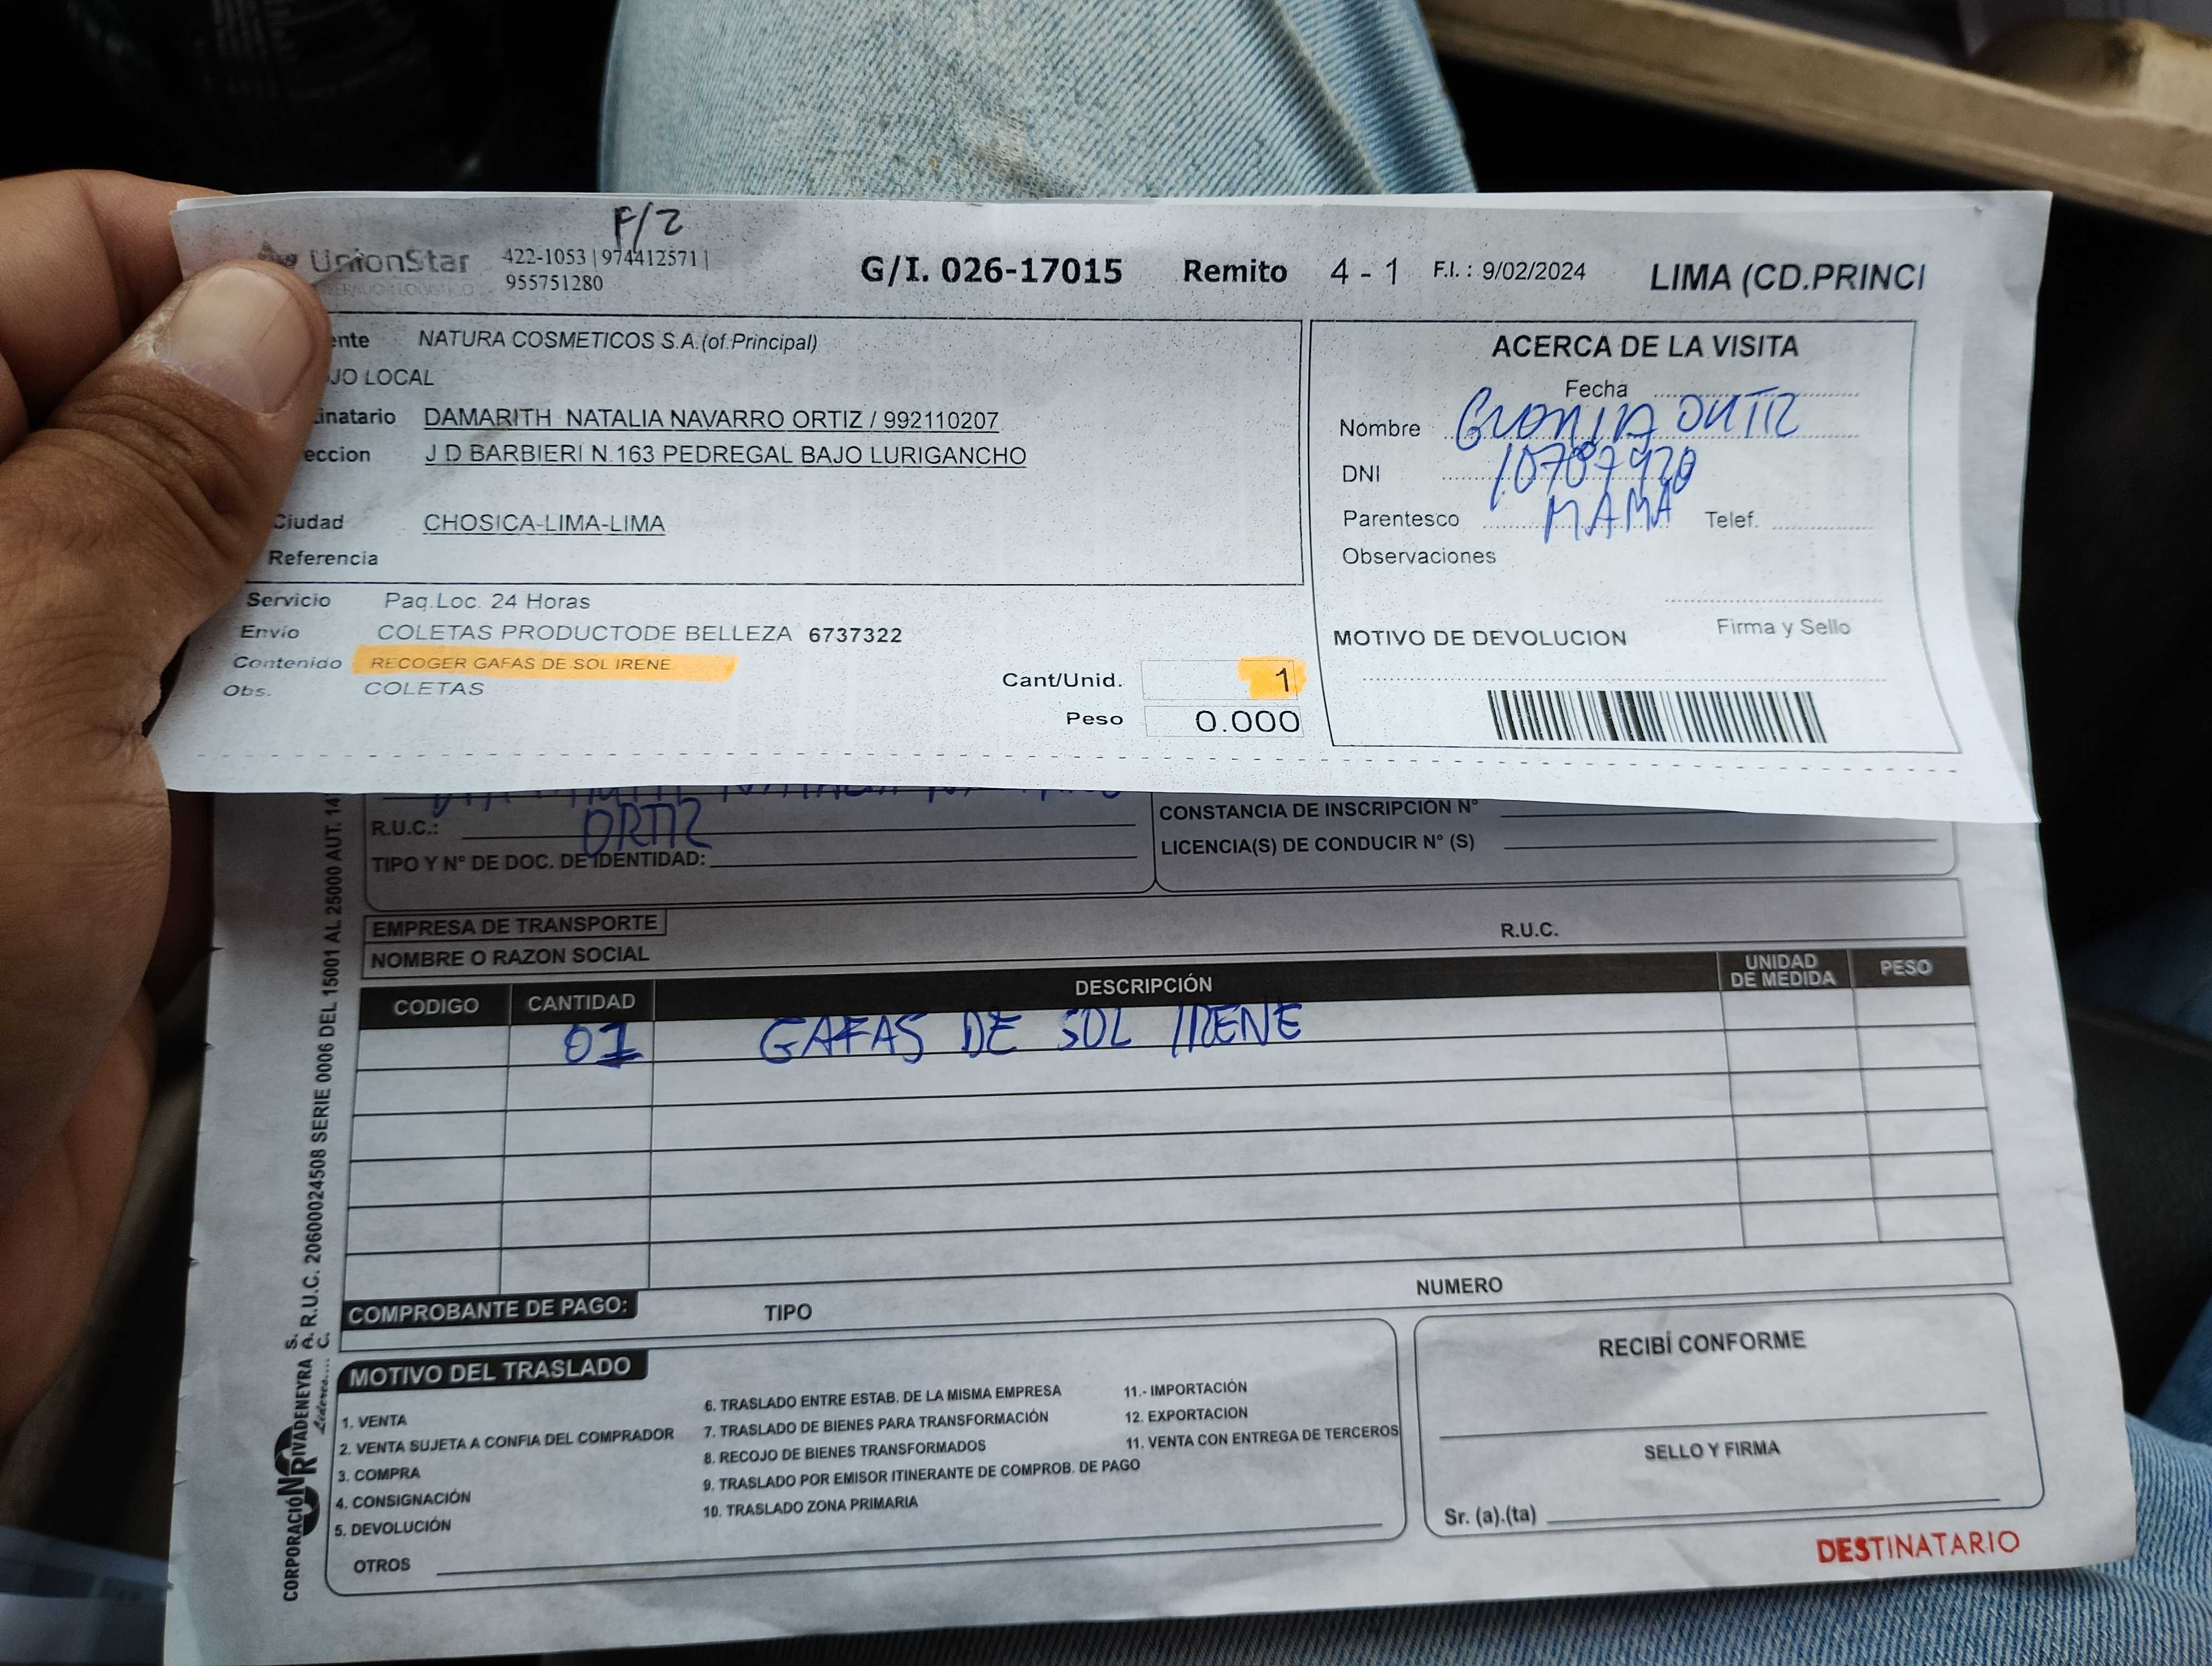 F/2
UnionStar
422-1053 | 974412571 |
955751280
G/I. 026-17015 Remito 4 - 1 F.I. : 9/02/2024 LIMA (CD.PRINCI
ente NATURA COSMETICOS S.A.(of.Principal)
JO LOCAL
inatario DAMARITH NATALIA NAVARRO ORTIZ / 992110207
eccion J D BARBIERI N.163 PEDREGAL BAJO LURIGANCHO
Ciudad CHOSICA-LIMA-LIMA
Referencia
Servicio Paq.Loc. 24 Horas
Envio COLETAS PRODUCTODE BELLEZA 6737322
Contenido RECOGER GAFAS DE SOL IRENE
Obs. COLETAS
Cant/Unid. 1
Peso 0.000
ACERCA DE LA VISITA
Fecha
Nombre ORTIZ
DNI
Parentesco MAMA Telef.
Observaciones
Firma y Sello
MOTIVO DE DEVOLUCION
ORTIZ
R.U.C.:
TIPO Y N° DE DOC. DE IDENTIDAD:
CONSTANCIA DE INSCRIPCIÓN N°
LICENCIA(S) DE CONDUCIR N° (S)
EMPRESA DE TRANSPORTE
NOMBRE O RAZON SOCIAL R.U.C.
CODIGO CANTIDAD DESCRIPCIÓN UNIDAD DE MEDIDA PESO
01 GAFAS DE SOL IRENE
COMPROBANTE DE PAGO: TIPO NUMERO
MOTIVO DEL TRASLADO
1. VENTA
2. VENTA SUJETA A CONFIA DEL COMPRADOR
3. COMPRA
4. CONSIGNACIÓN
5. DEVOLUCIÓN
6. TRASLADO ENTRE ESTAB. DE LA MISMA EMPRESA
7. TRASLADO DE BIENES PARA TRANSFORMACIÓN
8. RECOJO DE BIENES TRANSFORMADOS
9. TRASLADO POR EMISOR ITINERANTE DE COMPROB. DE PAGO
10. TRASLADO ZONA PRIMARIA
11.- IMPORTACIÓN
12. EXPORTACION
11. VENTA CON ENTREGA DE TERCEROS
OTROS
RECIBÍ CONFORME
SELLO Y FIRMA
Sr. (a).(ta)
DESTINATARIO
CORPORACIÓN RIVADENEYRA S. A. C.
R.U.C. 20600024508 SERIE 0006 DEL 15001 AL 25000 AUT. 14